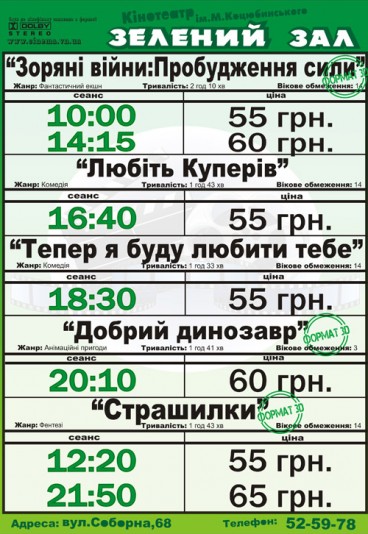 Кінотеатр ім.М.Коцюбинського
DOLBY
STEREO
www.cinema.vn.ua
ЗЕЛЕНИЙ ЗАЛ
“Зоряні війни:Пробудження сили”
ФОРМАТ 3D
Жанр: Фантастичний екшн Тривалість: 2 год 10 хв Вікове обмеження:
сеанс ціна
10:00 55 грн.
14:15 60 грн.
“Любіть Куперів”
Жанр: Комедія Тривалість: 1 год 43 хв Вікове обмеження: 14
сеанс ціна
16:40 55 грн.
“Тепер я буду любити тебе”
Жанр: Комедія Тривалість: 1 год 33 хв Вікове обмеження: 14
сеанс ціна
18:30 55 грн.
“Добрий динозавр”
ФОРМАТ 3D
Жанр: Анімаційні пригоди Тривалість: 1 год 41 хв Вікове обмеження: 3
сеанс ціна
20:10 60 грн.
“Страшилки”
ФОРМАТ 3D
Жанр: Фентезі Тривалість: 1 год 43 хв Вікове обмеження: 14
сеанс ціна
12:20 55 грн.
21:50 65 грн.
Адреса: вул.Соборна,68 Телефон: 52-59-78